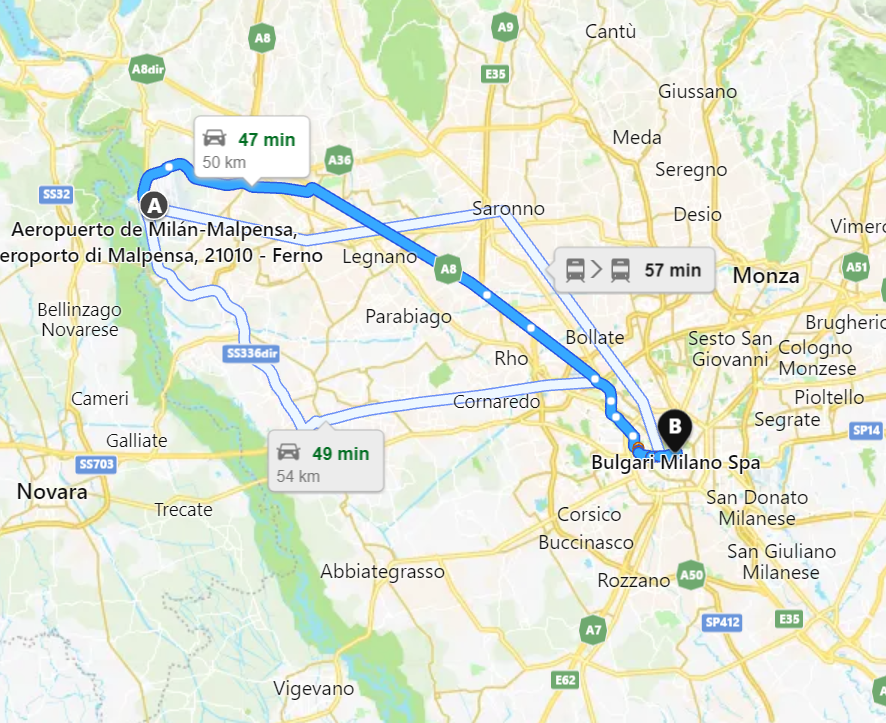 Cantù
A9
A8
A8dir
E35
Giussano
47 min
50 km
A36
Meda
Seregno
SS32
A
Saronno
Desio
Aeropuerto de Milán-Malpensa,
eroporto di Malpensa, 21010 - Ferno
Vimerc
Legnano
A8
57 min
Monza
A51
Bellinzago
Novarese
Parabiago
Bollate
Sesto San
Giovanni
Brugherio
Cologno
Monzese
SS336dir
Rho
Cameri
Cornaredo
Pioltello
Segrate
B
SP14
Galliate
49 min
54 km
SS703
Bulgari Milano Spa
Novara
Trecate
San Donato
Milanese
Corsico
Buccinasco
San Giuliano
Milanese
Abbiategrasso
Rozzano
A50
A7
SP412
E35
E62
Vigevano
A